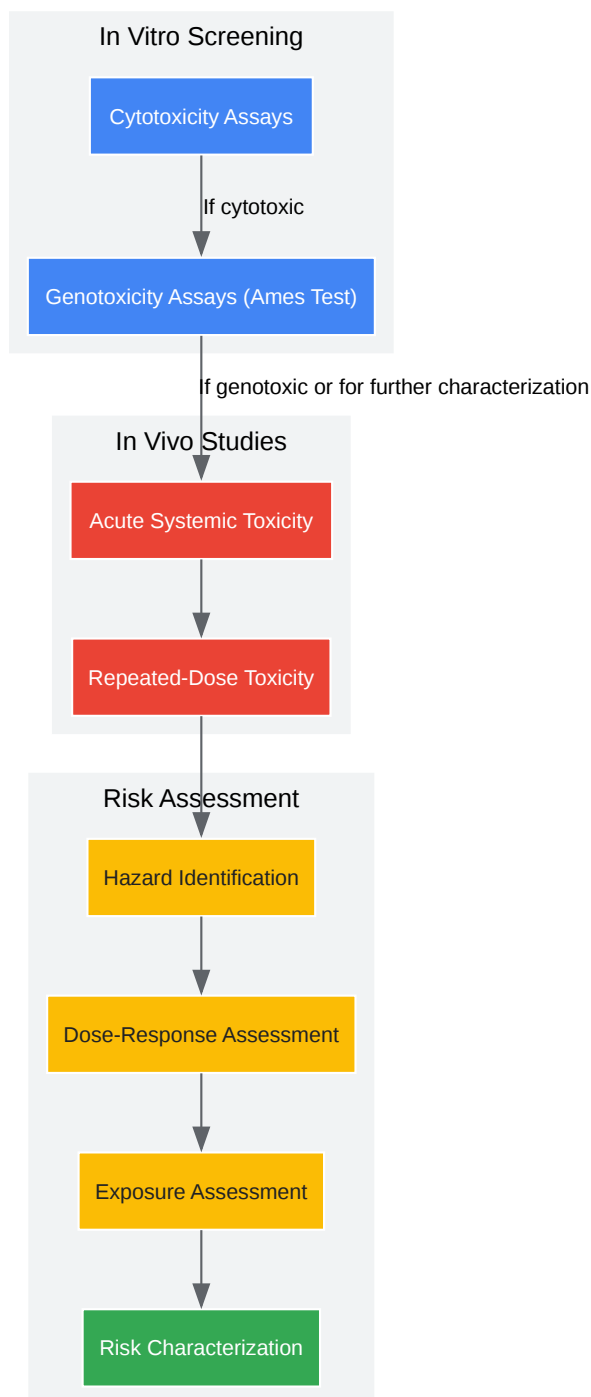 In Vitro Screening
Cytotoxicity Assays
If cytotoxic
Genotoxicity Assays (Ames Test)
If genotoxic or for further characterization
In Vivo Studies
Acute Systemic Toxicity
Repeated-Dose Toxicity
Risk Assessment
Hazard Identification
Dose-Response Assessment
Exposure Assessment
Risk Characterization